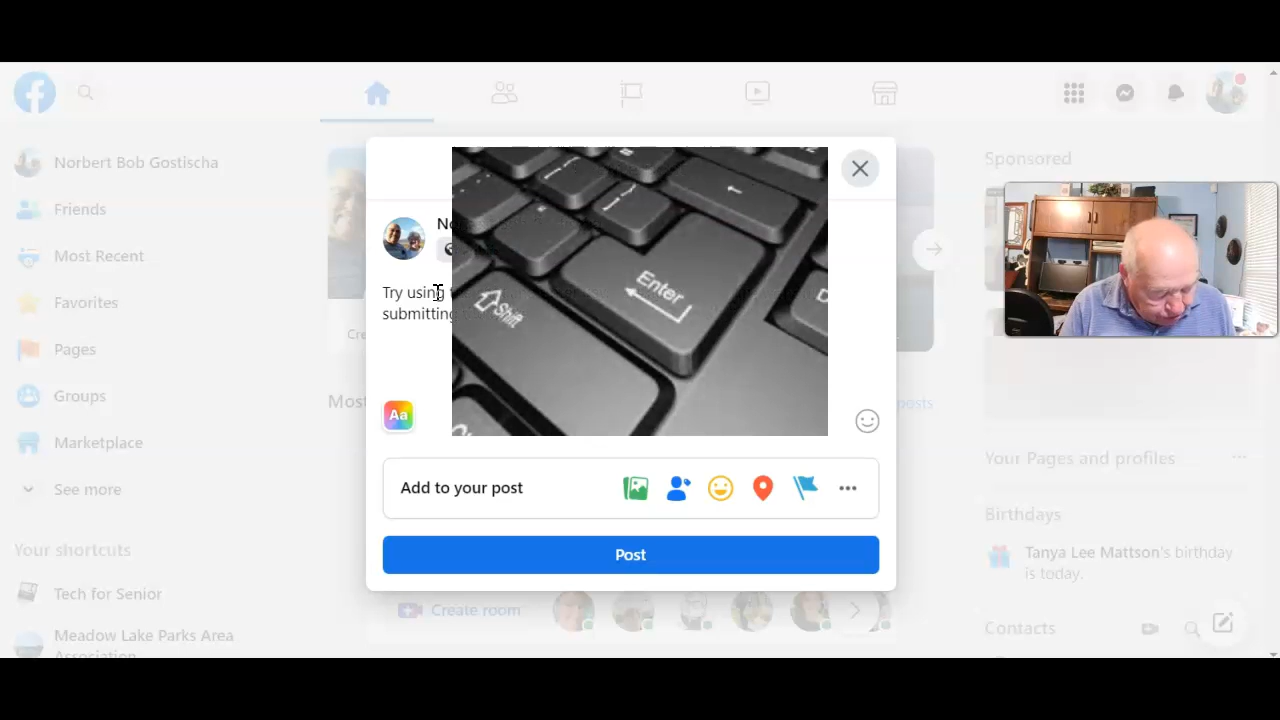 Norbert Bob Gostischa
Friends
Most Recent
Favorites
Pages
Groups
Marketplace
See more
Your shortcuts
Tech for Senior
Meadow Lake Parks Area
Association
Try using
submitting
Enter
Shift
Aa
Add to your post
Post
Create room
posts
Sponsored
Your Pages and profiles
Birthdays
Tanya Lee Mattson's birthday
is today.
Contacts